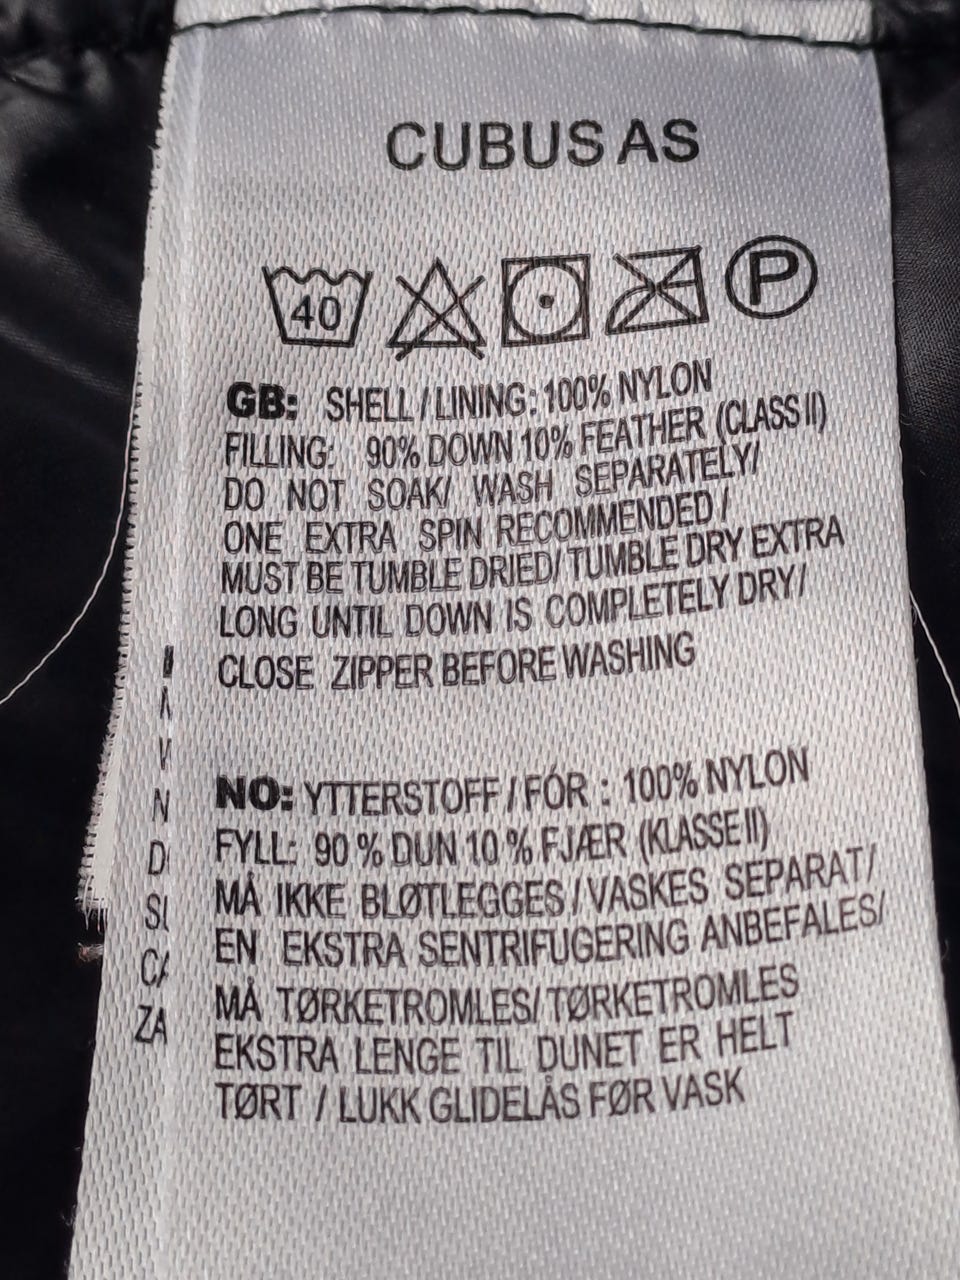 CUBUS AS
40 P
GB: SHELL / LINING: 100% NYLON
FILLING: 90% DOWN 10% FEATHER (CLASS II)
DO NOT SOAK/ WASH SEPARATELY/
ONE EXTRA SPIN RECOMMENDED /
MUST BE TUMBLE DRIED/ TUMBLE DRY EXTRA
LONG UNTIL DOWN IS COMPLETELY DRY/
CLOSE ZIPPER BEFORE WASHING
NO: YTTERSTOFF / FÓR : 100% NYLON
FYLL: 90 % DUN 10 % FJÆR (KLASSE II)
MÅ IKKE BLØTLEGGES / VASKES SEPARAT/
EN EKSTRA SENTRIFUGERING ANBEFALES/
MÅ TØRKETROMLES/ TØRKETROMLES
EKSTRA LENGE TIL DUNET ER HELT
TØRT / LUKK GLIDELÅS FØR VASK
ZA